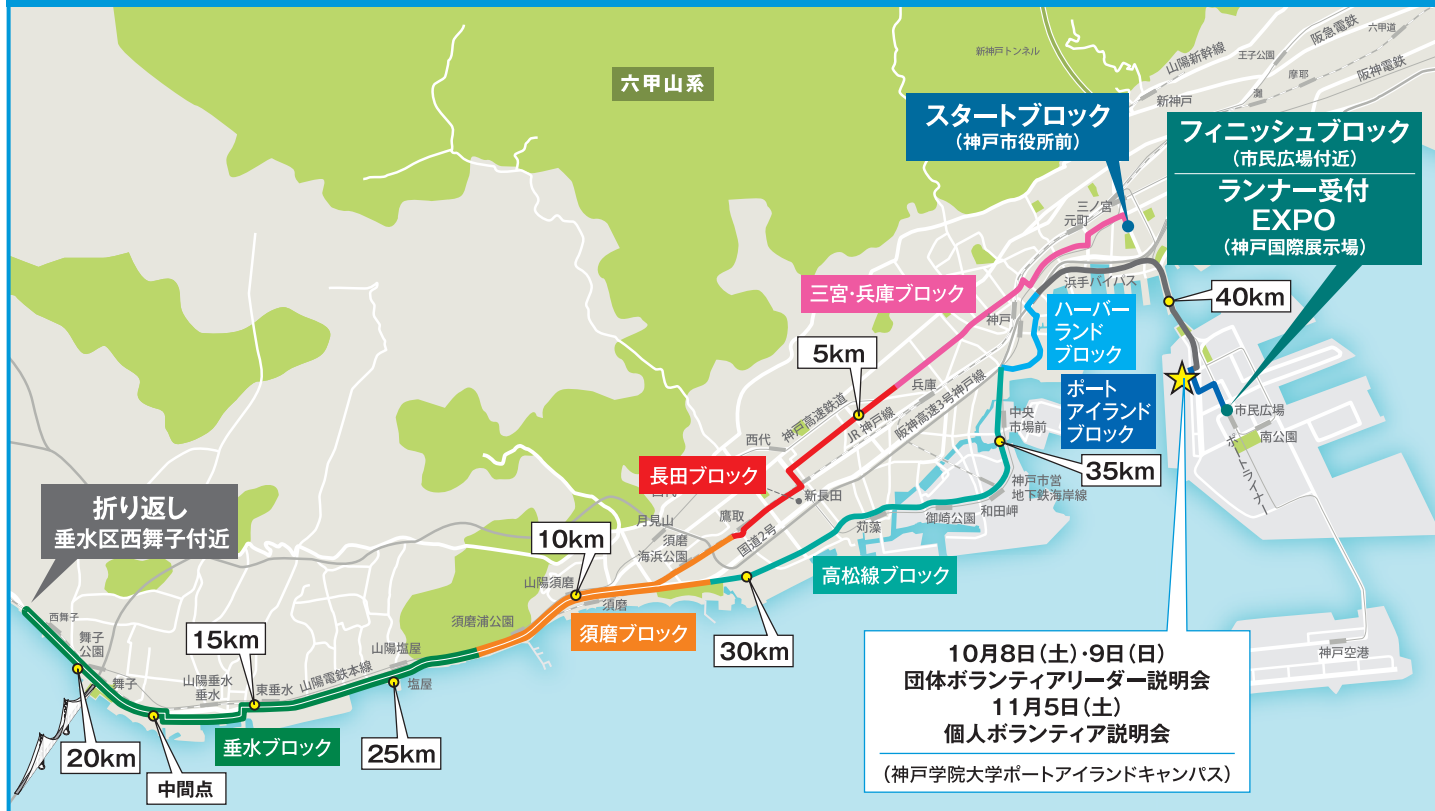 六甲山系
新神戸トンネル
山陽新幹線
王子公園
阪急電鉄
六甲道
摩耶
阪神電鉄
灘
新神戸
スタートブロック
(神戸市役所前)
フィニッシュブロック
(市民広場付近)
ランナー受付
EXPO
(神戸国際展示場)
三ノ宮
元町
三宮・兵庫ブロック
浜手バイパス
40km
神戸
ハーバー
ランド
ブロック
5km
兵庫
ポート
アイランド
ブロック
市民広場
南公園
ポートライナー
神戸高速鉄道
JR 神戸線
阪神高速3号神戸線
中央
市場前
西代
35km
長田ブロック
新長田
神戸市営
地下鉄海岸線
和田岬
御崎公園
苅藻
折り返し
垂水区西舞子付近
月見山
鷹取
須磨
海浜公園
国道2号
10km
高松線ブロック
山陽須磨
須磨
須磨浦公園
須磨ブロック
30km
西舞子
舞子
公園
舞子
15km
山陽塩屋
塩屋
山陽垂水
垂水
東垂水
山陽電鉄本線
垂水ブロック
20km
中間点
25km
10月8日(土)・9日(日)
団体ボランティアリーダー説明会
11月5日(土)
個人ボランティア説明会
(神戸学院大学ポートアイランドキャンパス)
神戸空港